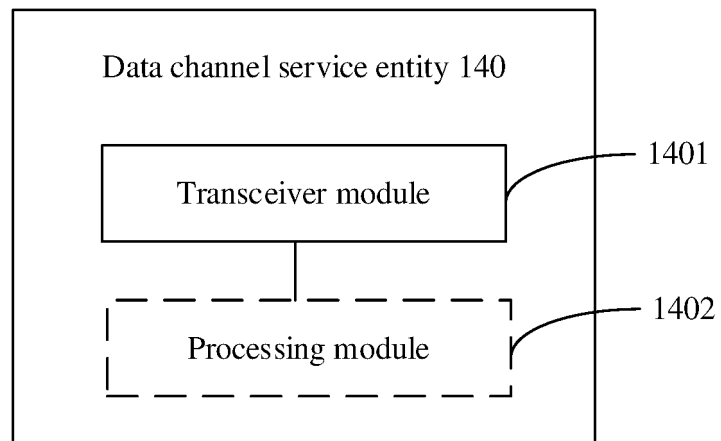 Data channel service entity 140
Transceiver module
1401
Processing module
1402